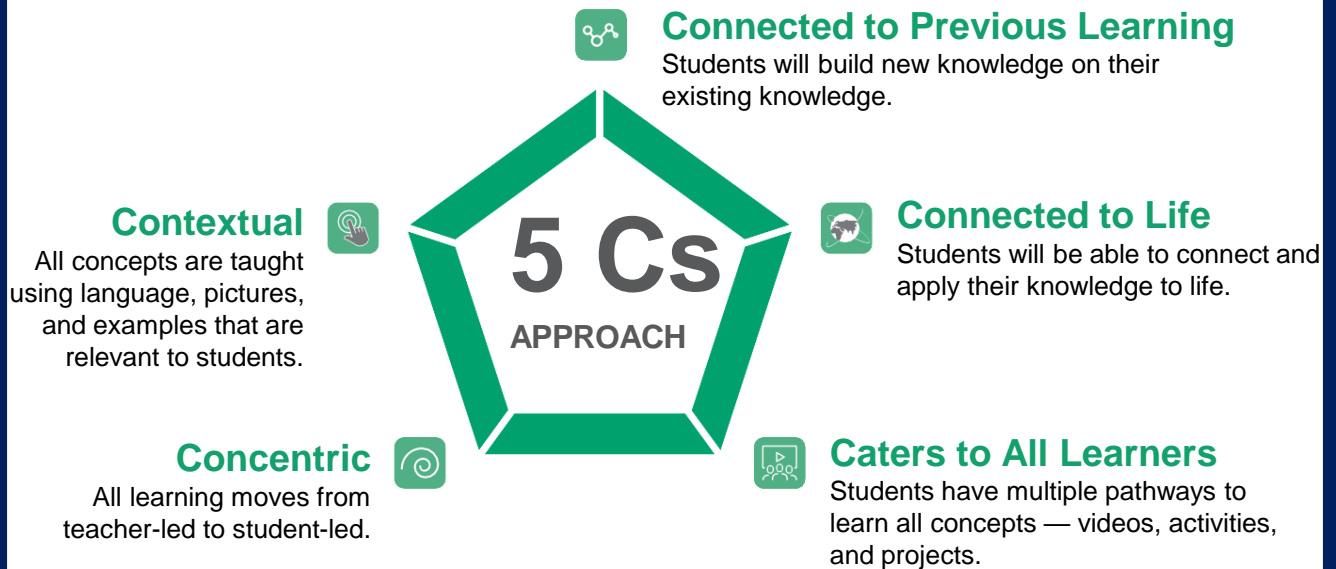 Connected to Previous Learning
Students will build new knowledge on their
existing knowledge.
Contextual
All concepts are taught
using language, pictures,
and examples that are
relevant to students.
5 Cs
APPROACH
Connected to Life
Students will be able to connect and
apply their knowledge to life.
Concentric
All learning moves from
teacher-led to student-led.
Caters to All Learners
Students have multiple pathways to
learn all concepts — videos, activities,
and projects.